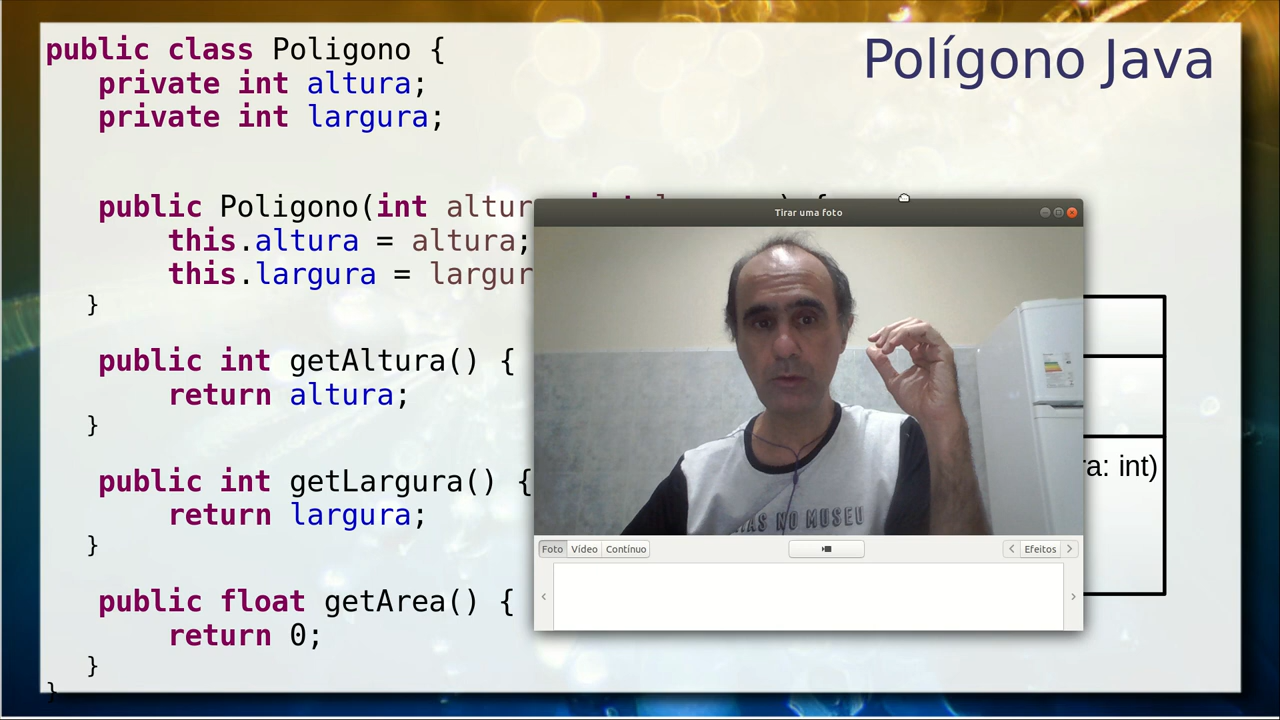 Polígono Java
public class Poligono {
private int altura;
private int largura;
public Poligono(int
this.altura = altura;
this.largura =
}
public int getAltura() {
return altura;
}
public int getLargura() {
return largura;
}
public float getArea() {
return 0;
}
}
Tirar uma foto
NO MUSEU
Foto Vídeo Contínuo
Efeitos
int)